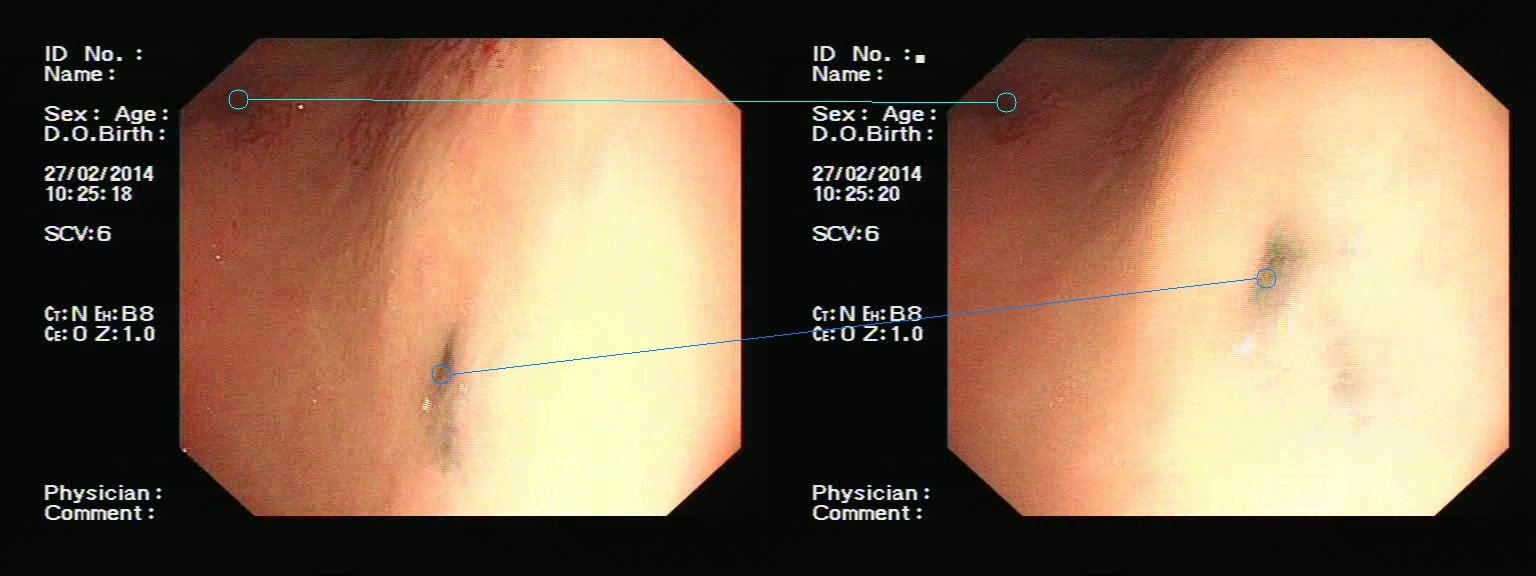 ID No. :
Name:
Sex: Age:
D.O.Birth:
27/02/2014
10:25:18
SCV:6
CT:N EH:B8
CE:0 Z:1.0
Physician:
Comment:
ID No. :
Name:
Sex: Age:
D.O.Birth:
27/02/2014
10:25:20
SCV:6
CT:N EH:B8
CE:0 Z:1.0
Physician:
Comment: